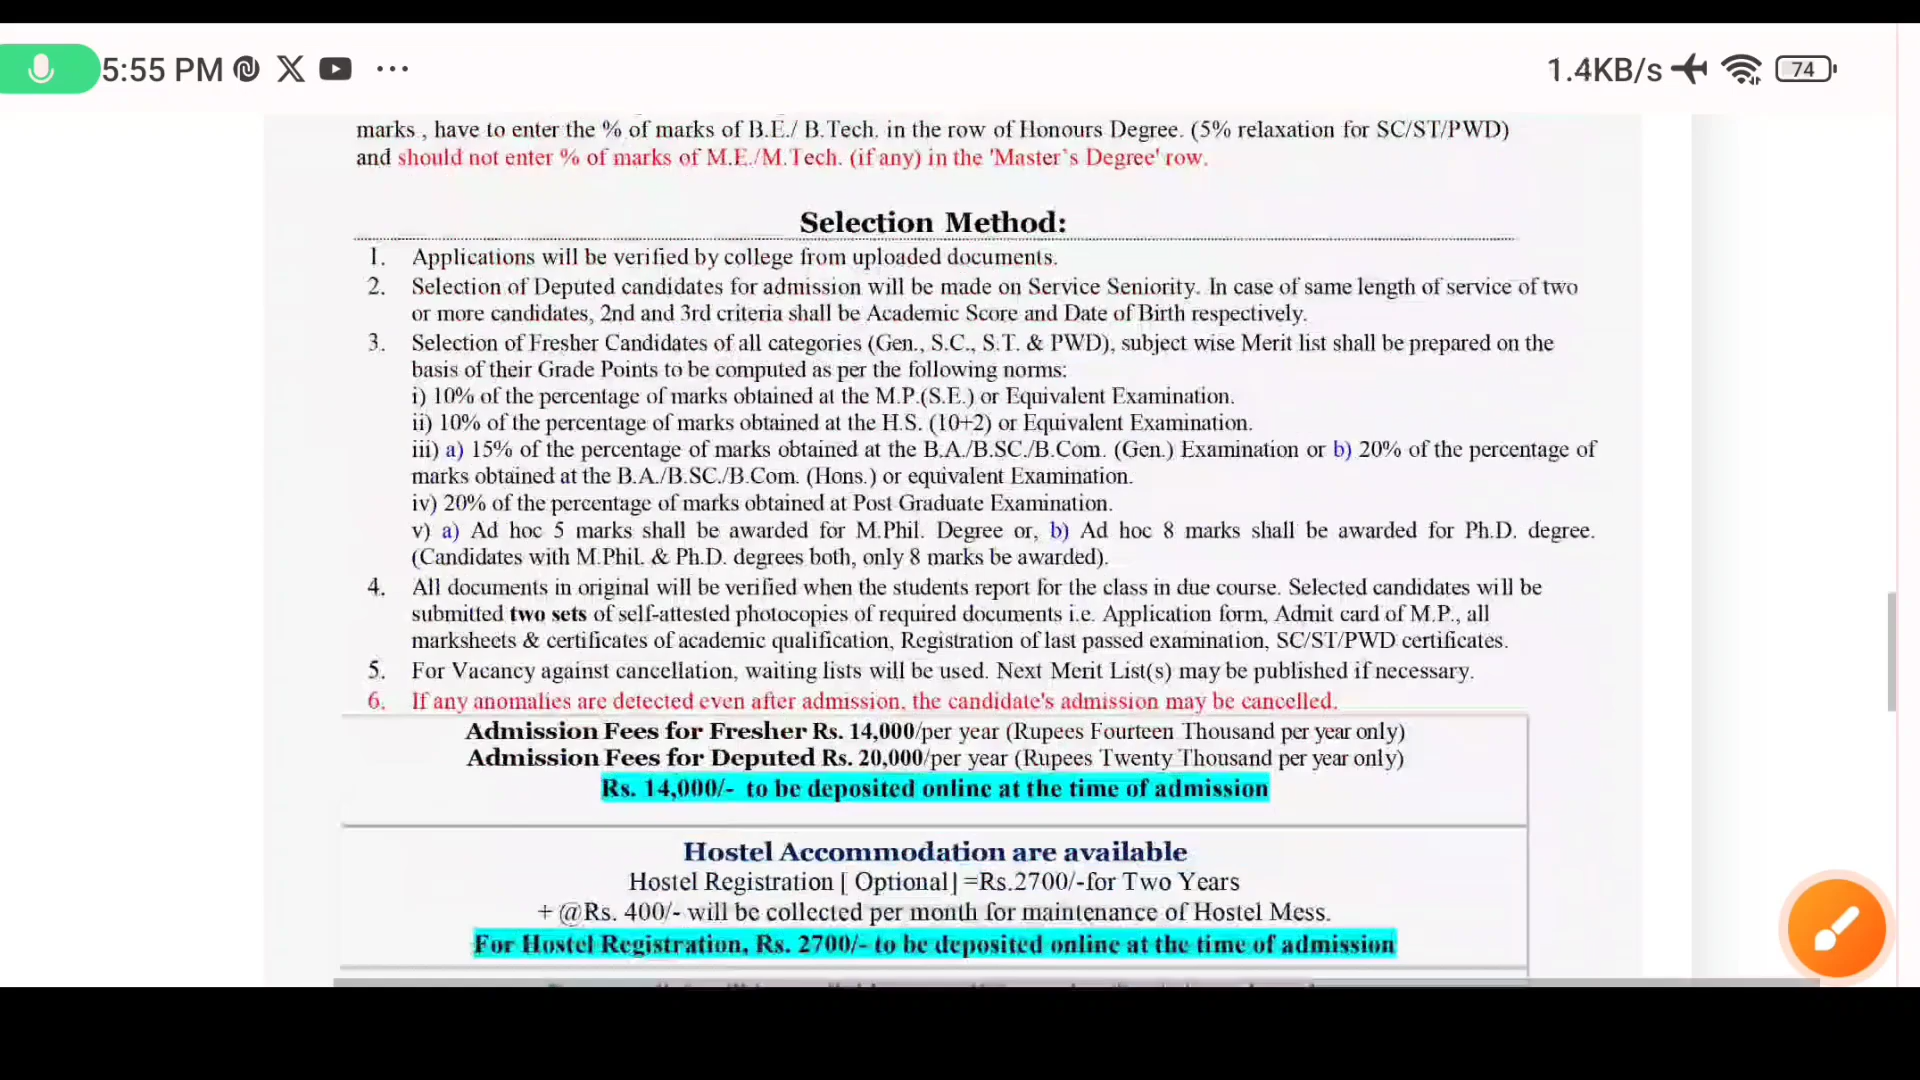 5:55 PM X ...
1.4KB/s 74
marks , have to enter the % of marks of B.E./ B.Tech. in the row of Honours Degree. (5% relaxation for SC/ST/PWD)
and should not enter % of marks of M.E./M.Tech. (if any) in the 'Master's Degree' row.
Selection Method:
1. Applications will be verified by college from uploaded documents.
2. Selection of Deputed candidates for admission will be made on Service Seniority. In case of same length of service of two
or more candidates, 2nd and 3rd criteria shall be Academic Score and Date of Birth respectively.
3. Selection of Fresher Candidates of all categories (Gen., S.C., S.T. & PWD), subject wise Merit list shall be prepared on the
basis of their Grade Points to be computed as per the following norms:
i) 10% of the percentage of marks obtained at the M.P.(S.E.) or Equivalent Examination.
ii) 10% of the percentage of marks obtained at the H.S. (10+2) or Equivalent Examination.
iii) a) 15% of the percentage of marks obtained at the B.A./B.SC./B.Com. (Gen.) Examination or b) 20% of the percentage of
marks obtained at the B.A./B.SC./B.Com. (Hons.) or equivalent Examination.
iv) 20% of the percentage of marks obtained at Post Graduate Examination.
v) a) Ad hoc 5 marks shall be awarded for M.Phil. Degree or, b) Ad hoc 8 marks shall be awarded for Ph.D. degree.
(Candidates with M.Phil. & Ph.D. degrees both, only 8 marks be awarded).
4. All documents in original will be verified when the students report for the class in due course. Selected candidates will be
submitted two sets of self-attested photocopies of required documents i.e. Application form, Admit card of M.P., all
marksheets & certificates of academic qualification, Registration of last passed examination, SC/ST/PWD certificates.
5. For Vacancy against cancellation, waiting lists will be used. Next Merit List(s) may be published if necessary.
6. If any anomalies are detected even after admission, the candidate's admission may be cancelled.
Admission Fees for Fresher Rs. 14,000/per year (Rupees Fourteen Thousand per year only)
Admission Fees for Deputed Rs. 20,000/per year (Rupees Twenty Thousand per year only)
Rs. 14,000/- to be deposited online at the time of admission
Hostel Accommodation are available
Hostel Registration [ Optional] =Rs.2700/-for Two Years
+ @Rs. 400/- will be collected per month for maintenance of Hostel Mess.
For Hostel Registration, Rs. 2700/- to be deposited online at the time of admission